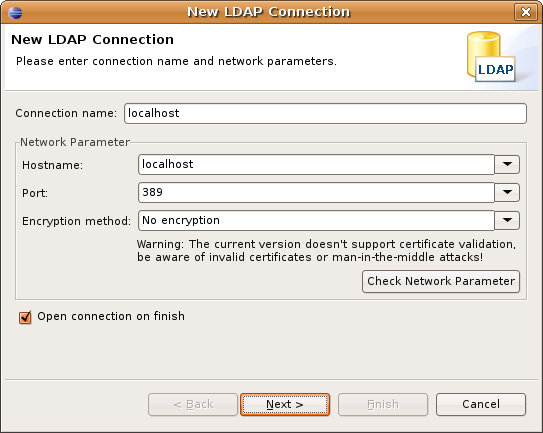 New LDAP Connection
New LDAP Connection
Please enter connection name and network parameters.
LDAP
Connection name: localhost
Network Parameter
Hostname: localhost
Port: 389
Encryption method: No encryption
Warning: The current version doesn't support certificate validation,
be aware of invalid certificates or man-in-the-middle attacks!
Check Network Parameter
Open connection on finish
< Back Next > Finish Cancel